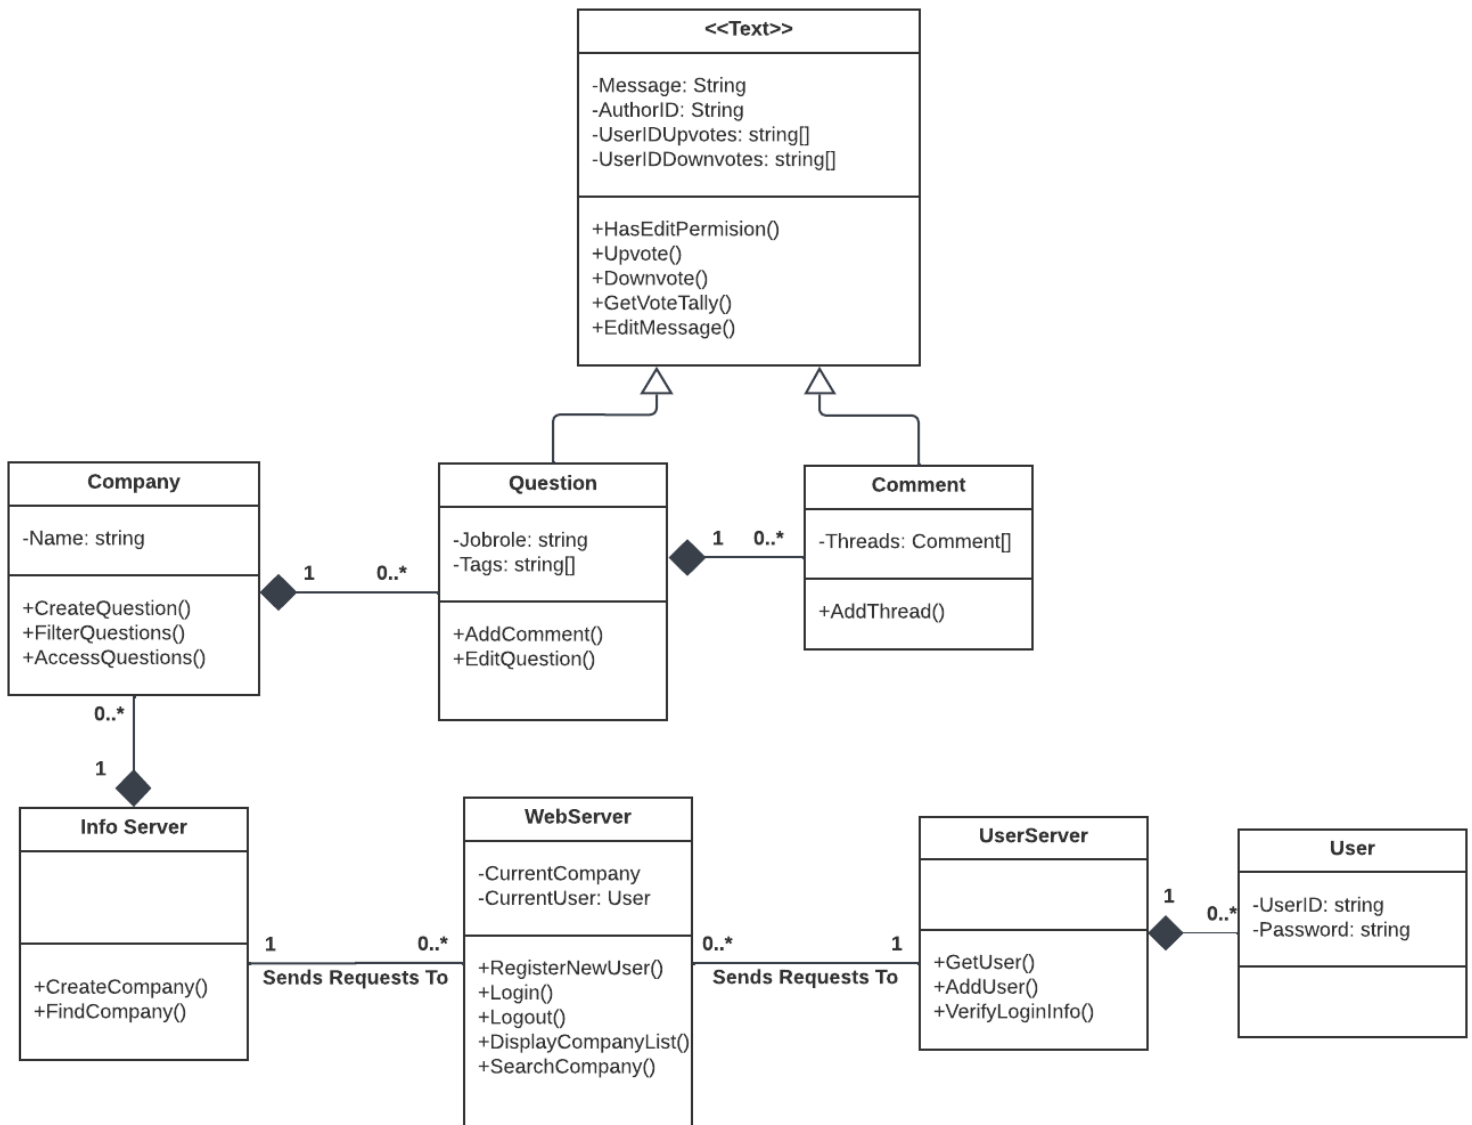 <<Text>>
-Message: String
-AuthorID: String
-UserIDUpvotes: string[]
-UserIDDownvotes: string[]
+HasEditPermision()
+Upvote()
+Downvote()
+GetVoteTally()
+EditMessage()
Company
-Name: string
+CreateQuestion()
+FilterQuestions()
+AccessQuestions()
1
0..*
Question
-Jobrole: string
-Tags: string[]
+AddComment()
+EditQuestion()
1
0..*
Comment
-Threads: Comment[]
+AddThread()
0..*
1
Info Server
+CreateCompany()
+FindCompany()
1
0..*
Sends Requests To
WebServer
-CurrentCompany
-CurrentUser: User
+RegisterNewUser()
+Login()
+Logout()
+DisplayCompanyList()
+SearchCompany()
0..*
1
Sends Requests To
UserServer
+GetUser()
+AddUser()
+VerifyLoginInfo()
1
0..*
User
-UserID: string
-Password: string